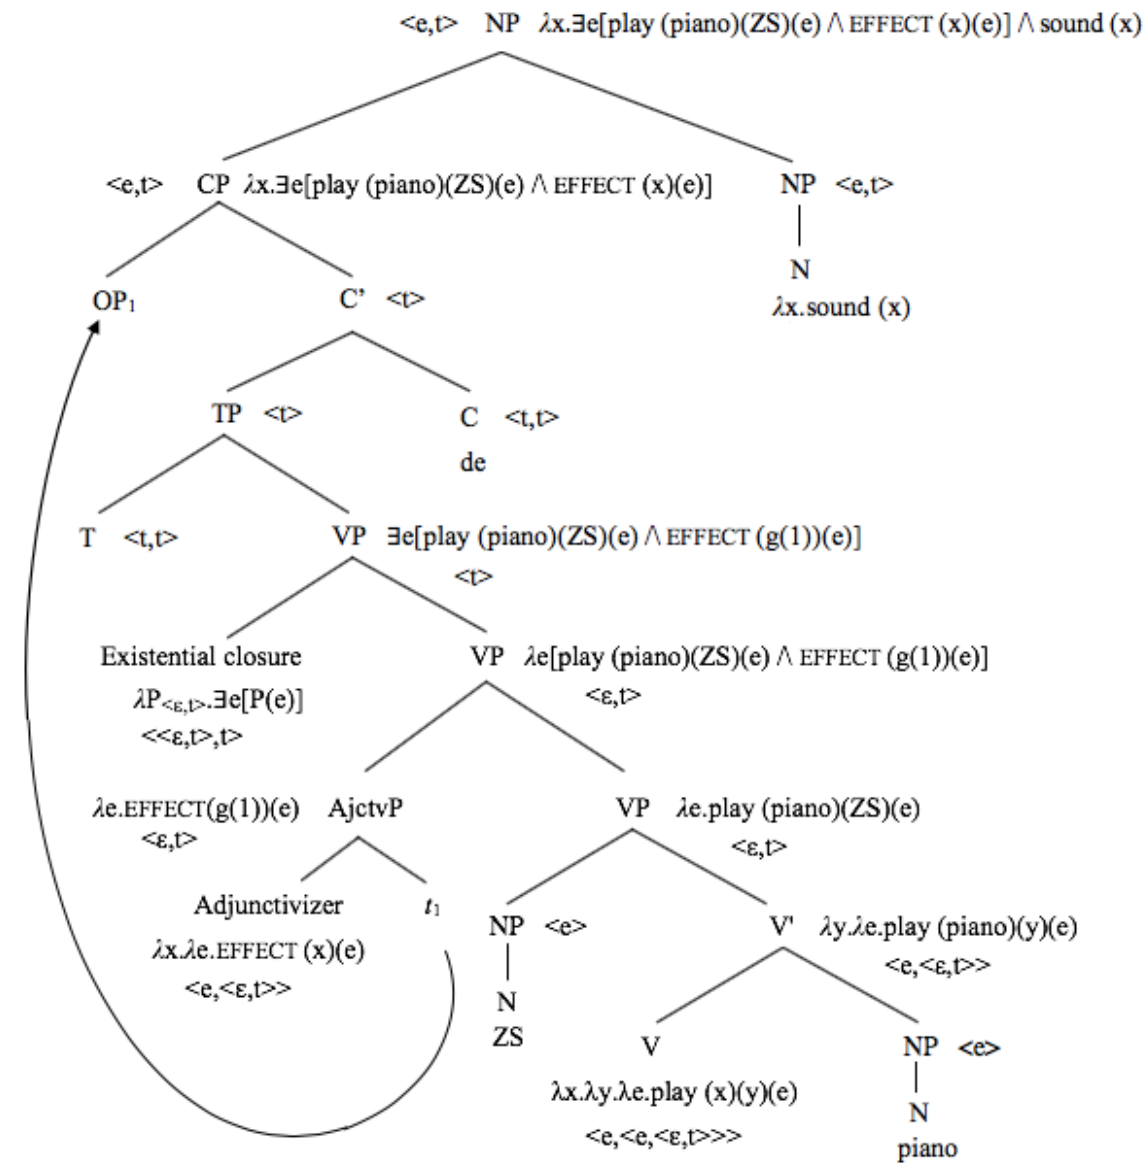 <e,t> NP λx.∃e[play (piano)(ZS)(e) /\ EFFECT (x)(e)] /\ sound (x)
<e,t> CP λx.∃e[play (piano)(ZS)(e) /\ EFFECT (x)(e)] NP <e,t>
N
OP₁ C’ <t> λx.sound (x)
TP <t> C <t,t>
de
T <t,t> VP ∃e[play (piano)(ZS)(e) /\ EFFECT (g(1))(e)]
<t>
Existential closure VP λe[play (piano)(ZS)(e) /\ EFFECT (g(1))(e)]
λP<ε,t>.∃e[P(e)] <ε,t>
<<ε,t>,t>
λe.EFFECT(g(1))(e) AjctvP VP λe.play (piano)(ZS)(e)
<ε,t> <ε,t>
Adjunctivizer t₁ NP <e> V' λy.λe.play (piano)(y)(e)
λx.λe.EFFECT (x)(e) <e,<ε,t>>
<e,<ε,t>> N
ZS V NP <e>
λx.λy.λe.play (x)(y)(e) N
<e,<e,<ε,t>>> piano